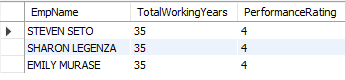 EmpName TotalWorkingYears PerformanceRating
STEVEN SETO 35 4
SHARON LEGENZA 35 4
EMILY MURASE 35 4